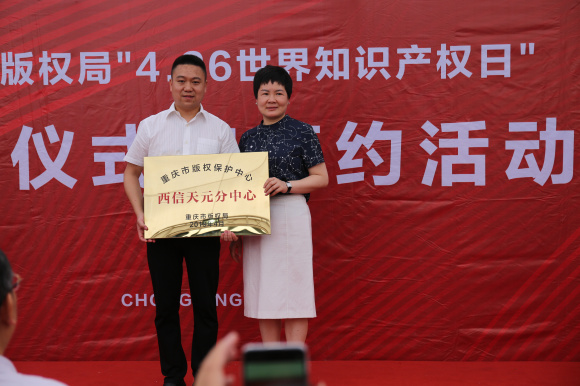 版权局"4.26世界知识产权日"
仪式 约活动
重庆市版权保护中心
西信天元分中心
重庆市版权局
CHONGQING